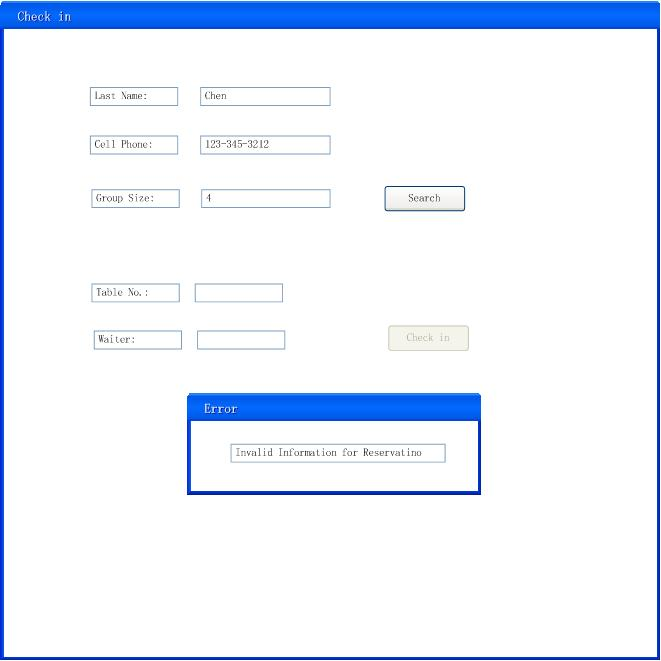 Check in
Last Name: Chen
Cell Phone: 123-345-3212
Group Size: 4 Search
Table No.:
Waiter: Check in
Error
Invalid Information for Reservatino